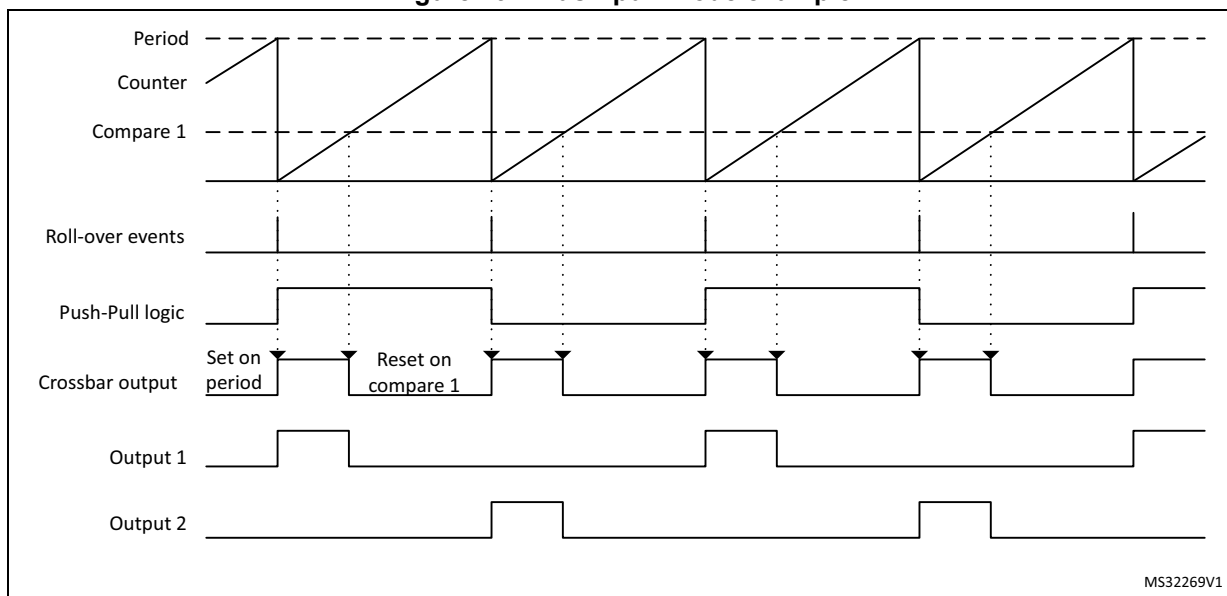 Period
Counter
Compare 1
Roll-over events
Push-Pull logic
Crossbar output
Set on
period
Reset on
compare 1
Output 1
Output 2
MS32269V1